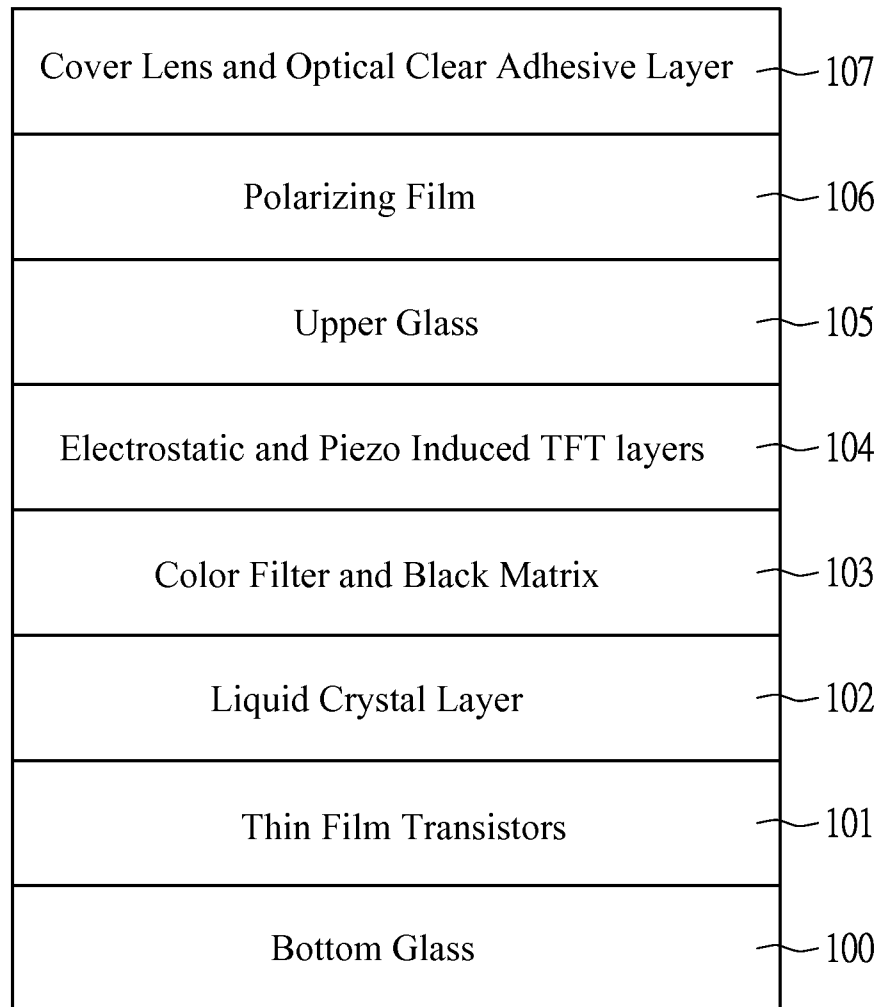 Cover Lens and Optical Clear Adhesive Layer 107
Polarizing Film 106
Upper Glass 105
Electrostatic and Piezo Induced TFT layers 104
Color Filter and Black Matrix 103
Liquid Crystal Layer 102
Thin Film Transistors 101
Bottom Glass 100